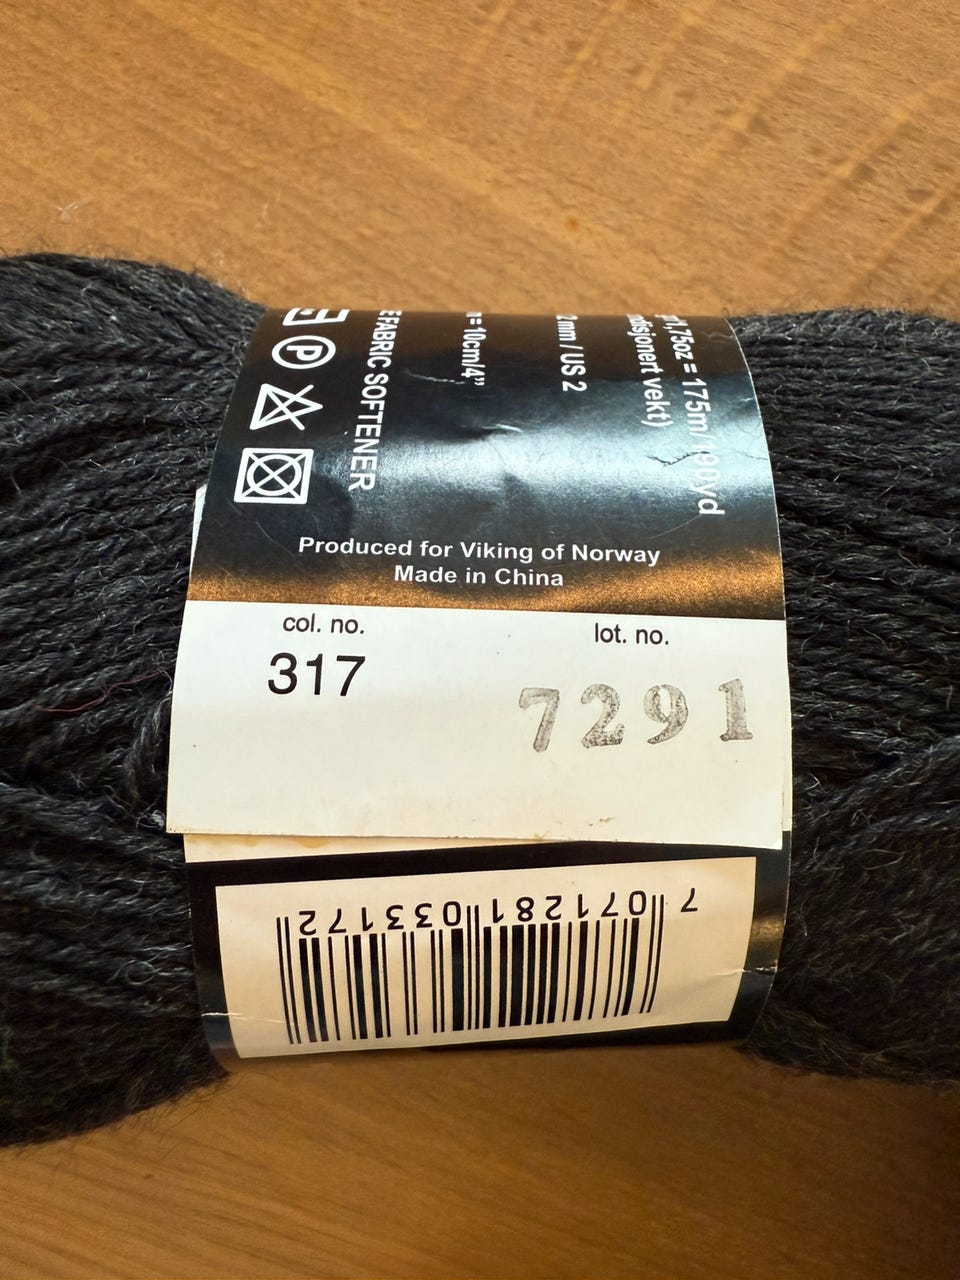 1.75oz = 175m/190yd
vekt)
2mm / US 2
= 10cm/4”
FABRIC SOFTENER
P
Produced for Viking of Norway
Made in China
col. no.
lot. no.
317
7291
7 071281 033172